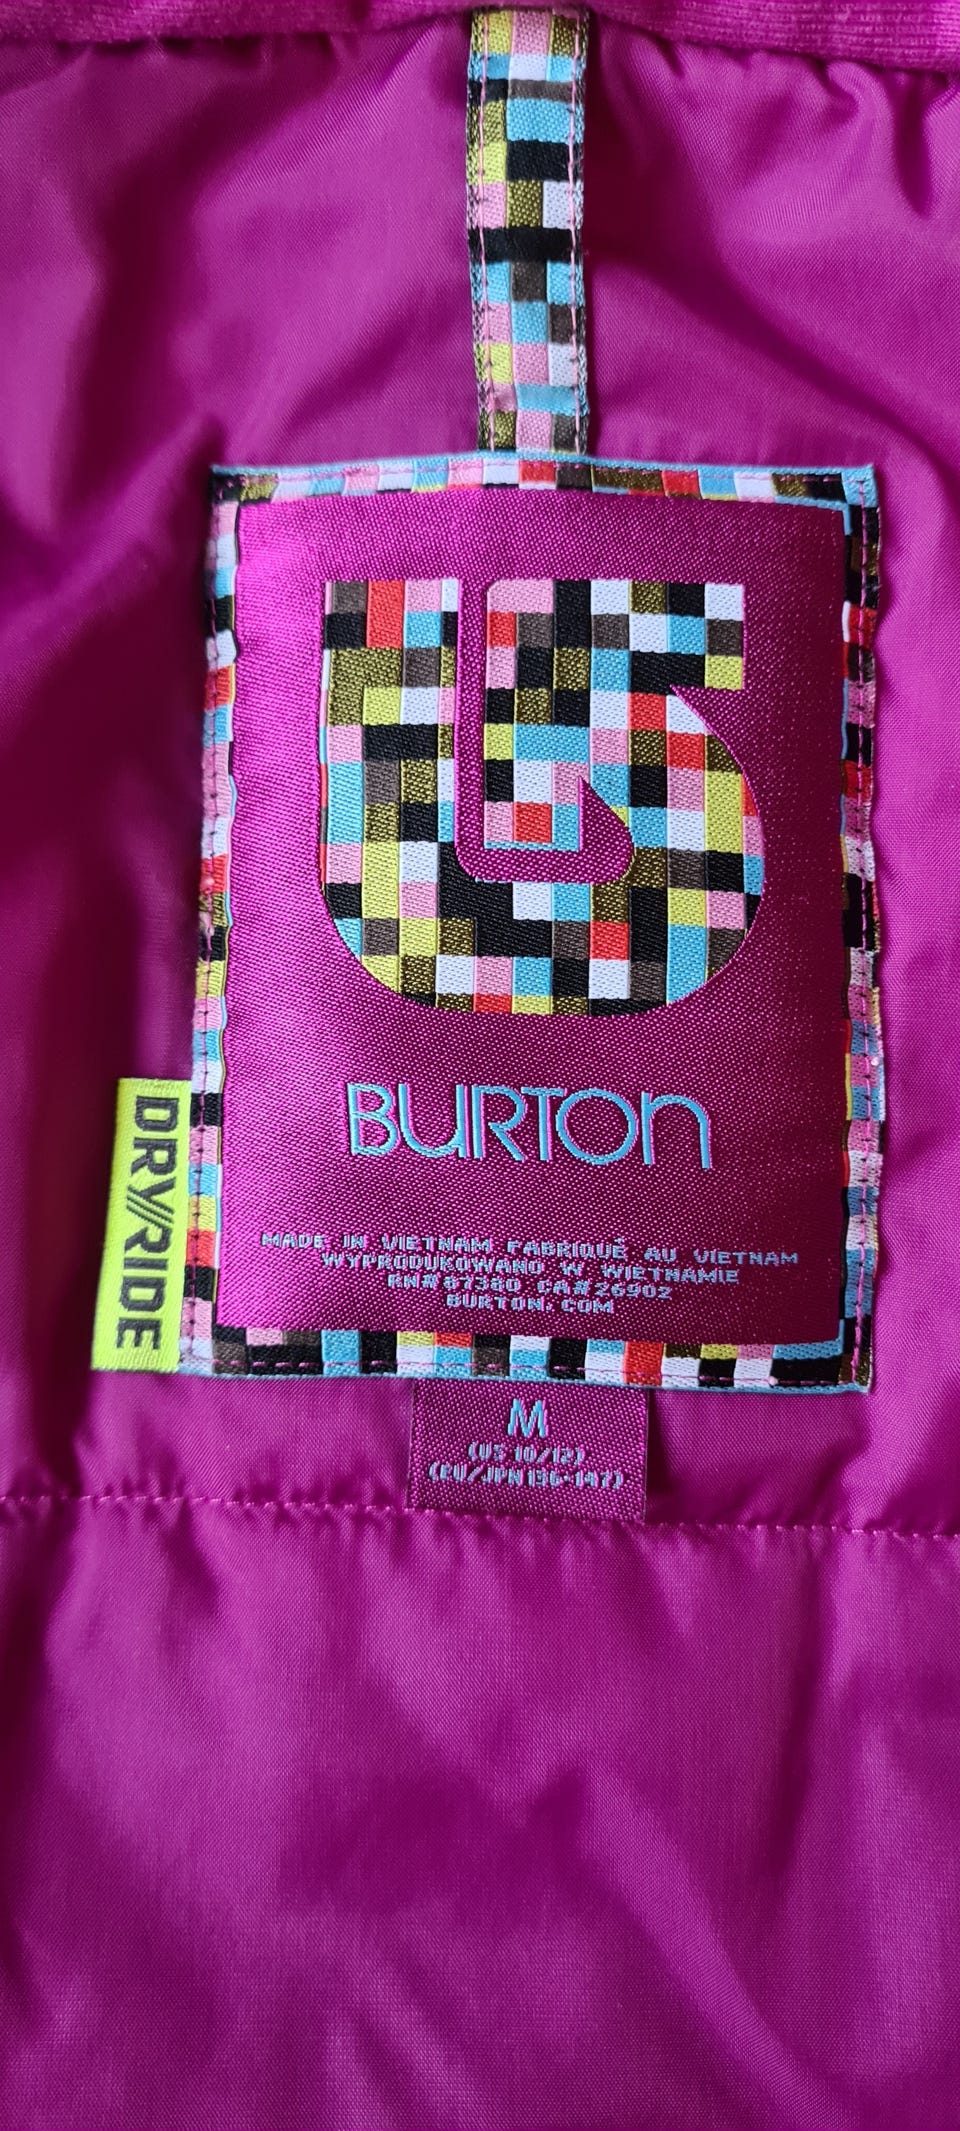 BURTON
MADE IN VIETNAM FABRIQUÉ AU VIETNAM
WYPRODUKOWANO W WIETNAMIE
RN# 87380 CA# 26902
BURTON.COM
DRY//RIDE
M
(US 10/12)
(EU/JPN 136-147)